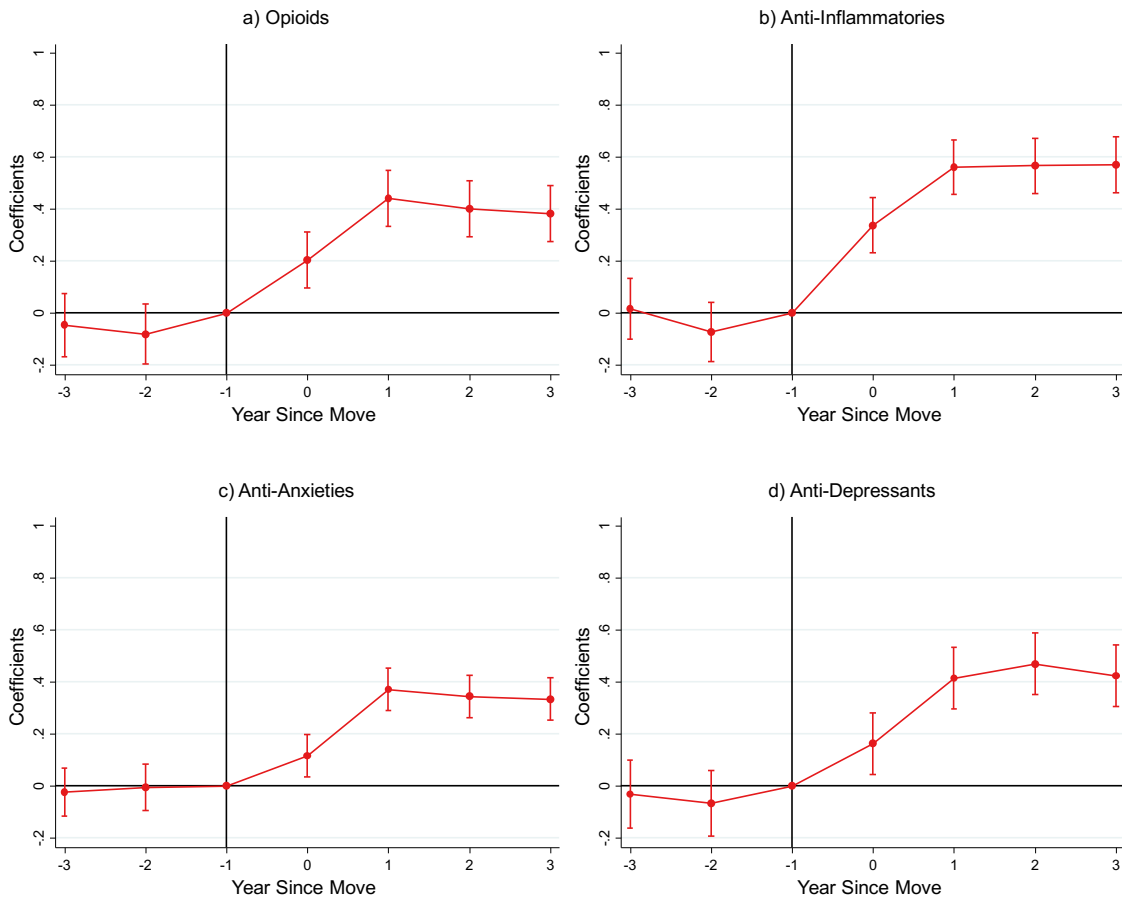 a) Opioids
Coefficients
1
.8
.6
.4
.2
0
-.2
-3 -2 -1 0 1 2 3
Year Since Move
b) Anti-Inflammatories
Coefficients
1
.8
.6
.4
.2
0
-.2
-3 -2 -1 0 1 2 3
Year Since Move
c) Anti-Anxieties
Coefficients
1
.8
.6
.4
.2
0
-.2
-3 -2 -1 0 1 2 3
Year Since Move
d) Anti-Depressants
Coefficients
1
.8
.6
.4
.2
0
-.2
-3 -2 -1 0 1 2 3
Year Since Move